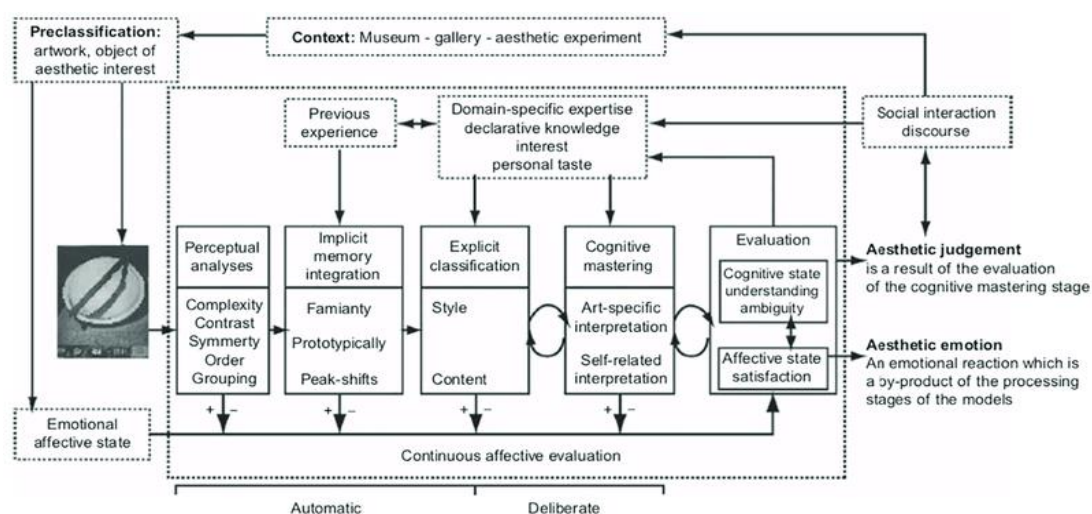 Preclassification:
artwork, object of
aesthetic interest
Context: Museum - gallery - aesthetic experiment
Previous
experience
Domain-specific expertise
declarative knowledge
interest
personal taste
Social interaction
discourse
Perceptual
analyses
Complexity
Contrast
Symmerty
Order
Grouping
Implicit
memory
integration
Famianty
Prototypically
Peak-shifts
Explicit
classification
Style
Content
Cognitive
mastering
Art-specific
interpretation
Self-related
interpretation
Evaluation
Cognitive state
understanding
ambiguity
Affective state
satisfaction
Aesthetic judgement
is a result of the evaluation
of the cognitive mastering stage
Aesthetic emotion
An emotional reaction which is
a by-product of the processing
stages of the models
+ –
+ –
+ –
+ –
Emotional
affective state
Continuous affective evaluation
Automatic
Deliberate